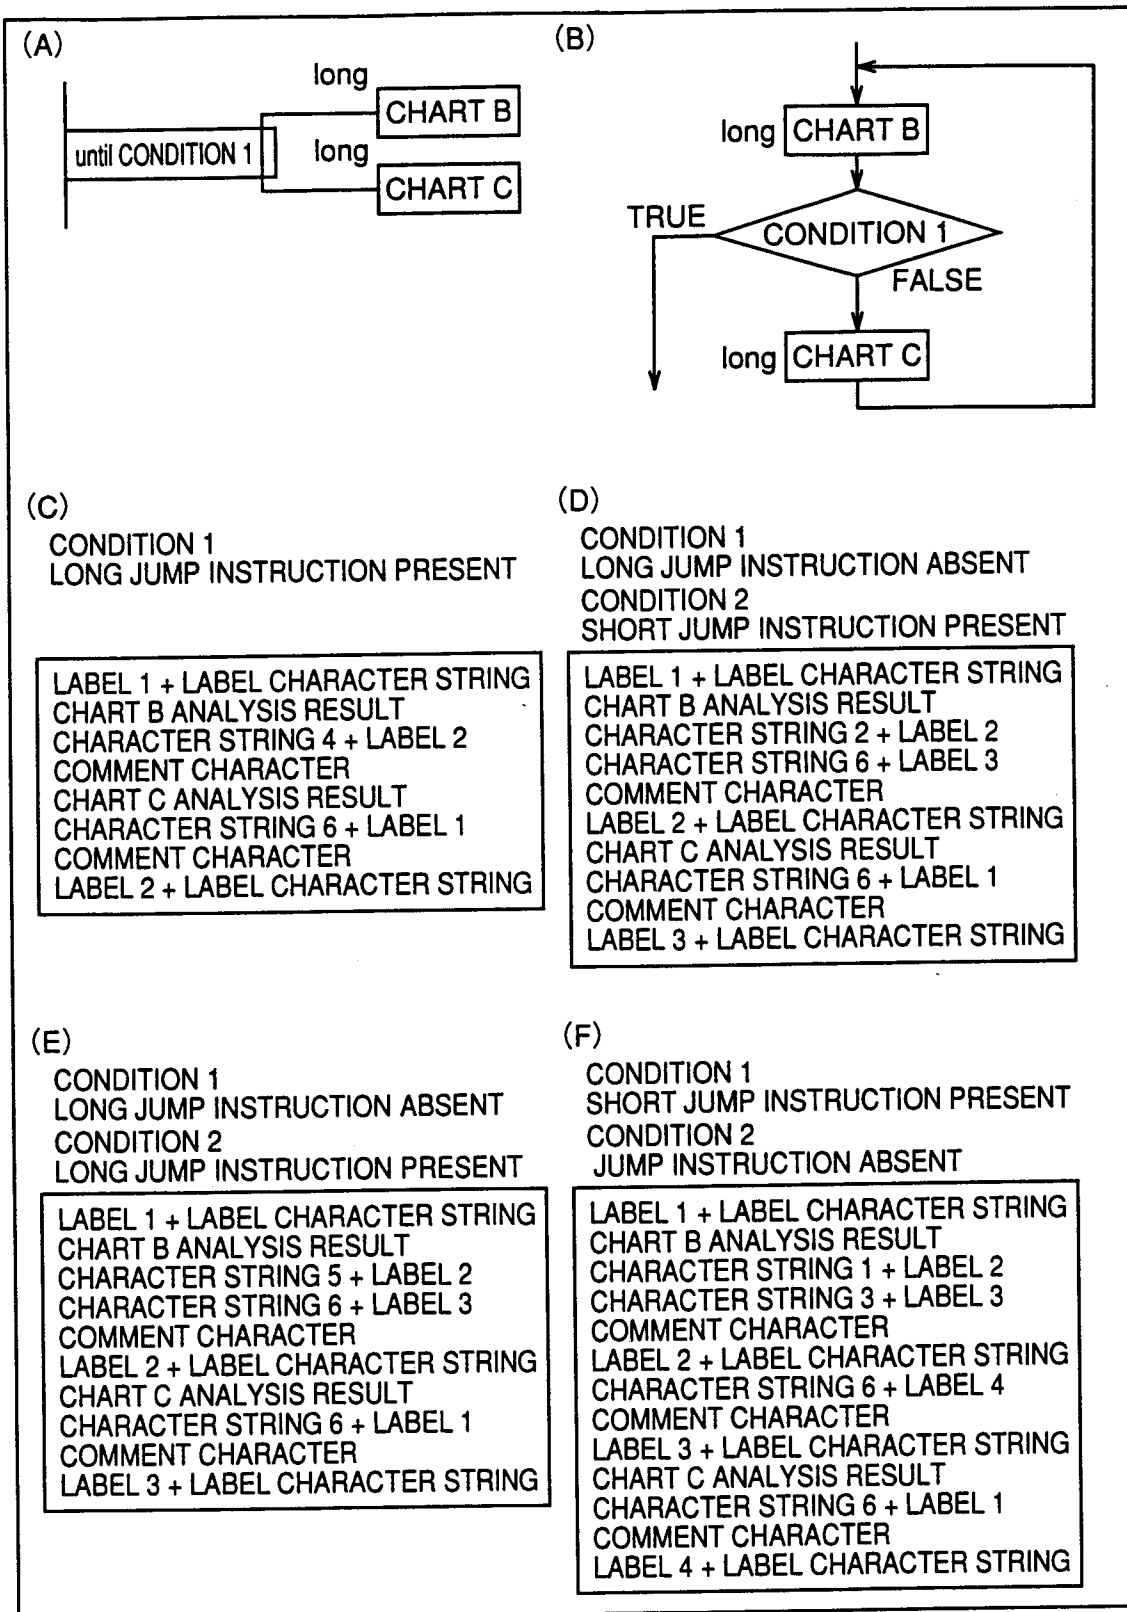 (A)
long
CHART B
until CONDITION 1
long
CHART C
(B)
long
CHART B
TRUE
CONDITION 1
FALSE
long
CHART C
(C)
CONDITION 1
LONG JUMP INSTRUCTION PRESENT
LABEL 1 + LABEL CHARACTER STRING
CHART B ANALYSIS RESULT
CHARACTER STRING 4 + LABEL 2
COMMENT CHARACTER
CHART C ANALYSIS RESULT
CHARACTER STRING 6 + LABEL 1
COMMENT CHARACTER
LABEL 2 + LABEL CHARACTER STRING
(D)
CONDITION 1
LONG JUMP INSTRUCTION ABSENT
CONDITION 2
SHORT JUMP INSTRUCTION PRESENT
LABEL 1 + LABEL CHARACTER STRING
CHART B ANALYSIS RESULT
CHARACTER STRING 2 + LABEL 2
CHARACTER STRING 6 + LABEL 3
COMMENT CHARACTER
LABEL 2 + LABEL CHARACTER STRING
CHART C ANALYSIS RESULT
CHARACTER STRING 6 + LABEL 1
COMMENT CHARACTER
LABEL 3 + LABEL CHARACTER STRING
(E)
CONDITION 1
LONG JUMP INSTRUCTION ABSENT
CONDITION 2
LONG JUMP INSTRUCTION PRESENT
LABEL 1 + LABEL CHARACTER STRING
CHART B ANALYSIS RESULT
CHARACTER STRING 5 + LABEL 2
CHARACTER STRING 6 + LABEL 3
COMMENT CHARACTER
LABEL 2 + LABEL CHARACTER STRING
CHART C ANALYSIS RESULT
CHARACTER STRING 6 + LABEL 1
COMMENT CHARACTER
LABEL 3 + LABEL CHARACTER STRING
(F)
CONDITION 1
SHORT JUMP INSTRUCTION PRESENT
CONDITION 2
JUMP INSTRUCTION ABSENT
LABEL 1 + LABEL CHARACTER STRING
CHART B ANALYSIS RESULT
CHARACTER STRING 1 + LABEL 2
CHARACTER STRING 3 + LABEL 3
COMMENT CHARACTER
LABEL 2 + LABEL CHARACTER STRING
CHARACTER STRING 6 + LABEL 4
COMMENT CHARACTER
LABEL 3 + LABEL CHARACTER STRING
CHART C ANALYSIS RESULT
CHARACTER STRING 6 + LABEL 1
COMMENT CHARACTER
LABEL 4 + LABEL CHARACTER STRING